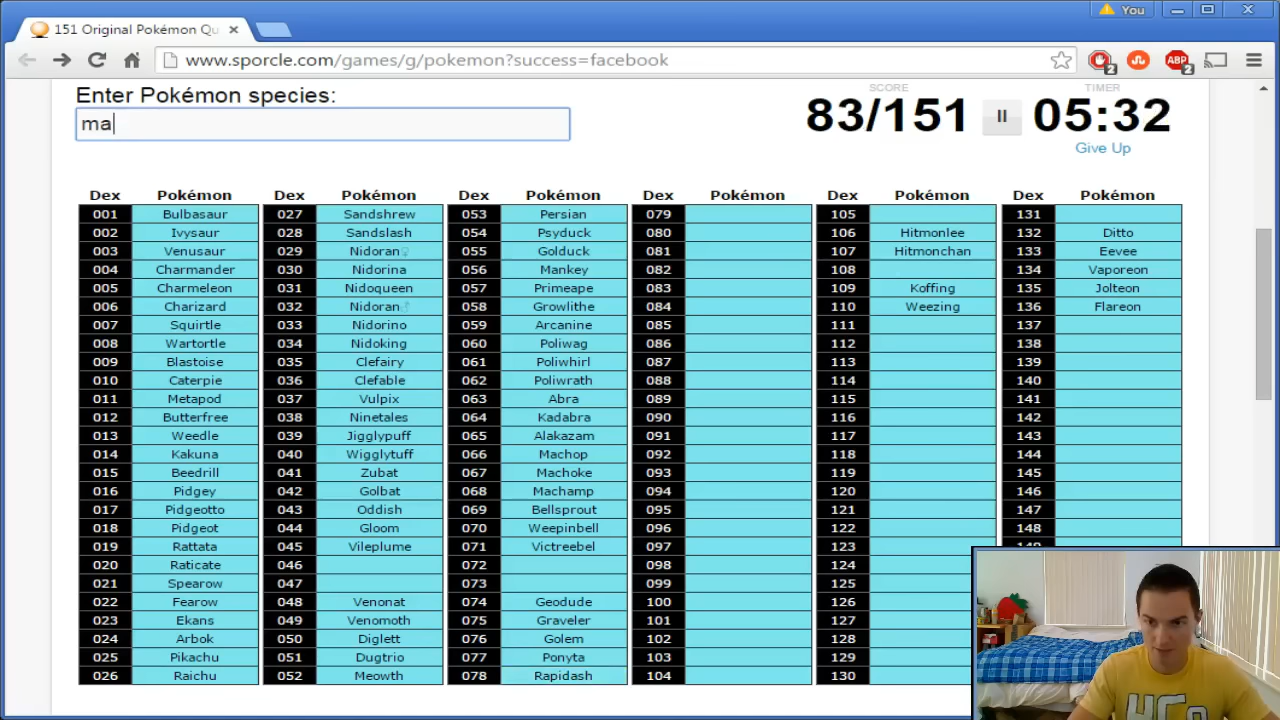 You
151 Original Pokémon Qu
www.sporcle.com/games/g/pokemon?success=facebook
2
ABP
2
Enter Pokémon species:
ma
SCORE
83/151
TIMER
05:32
Give Up
Dex Pokémon Dex Pokémon Dex Pokémon Dex Pokémon Dex Pokémon Dex Pokémon
001 Bulbasaur 027 Sandshrew 053 Persian 079 105 131
002 Ivysaur 028 Sandslash 054 Psyduck 080 106 Hitmonlee 132 Ditto
003 Venusaur 029 Nidoran♀ 055 Golduck 081 107 Hitmonchan 133 Eevee
004 Charmander 030 Nidorina 056 Mankey 082 108 134 Vaporeon
005 Charmeleon 031 Nidoqueen 057 Primeape 083 109 Koffing 135 Jolteon
006 Charizard 032 Nidoran♂ 058 Growlithe 084 110 Weezing 136 Flareon
007 Squirtle 033 Nidorino 059 Arcanine 085 111 137
008 Wartortle 034 Nidoking 060 Poliwag 086 112 138
009 Blastoise 035 Clefairy 061 Poliwhirl 087 113 139
010 Caterpie 036 Clefable 062 Poliwrath 088 114 140
011 Metapod 037 Vulpix 063 Abra 089 115 141
012 Butterfree 038 Ninetales 064 Kadabra 090 116 142
013 Weedle 039 Jigglypuff 065 Alakazam 091 117 143
014 Kakuna 040 Wigglytuff 066 Machop 092 118 144
015 Beedrill 041 Zubat 067 Machoke 093 119 145
016 Pidgey 042 Golbat 068 Machamp 094 120 146
017 Pidgeotto 043 Oddish 069 Bellsprout 095 121 147
018 Pidgeot 044 Gloom 070 Weepinbell 096 122 148
019 Rattata 045 Vileplume 071 Victreebel 097 123 149
020 Raticate 046 072 098 124
021 Spearow 047 073 099 125
022 Fearow 048 Venonat 074 Geodude 100 126
023 Ekans 049 Venomoth 075 Graveler 101 127
024 Arbok 050 Diglett 076 Golem 102 128
025 Pikachu 051 Dugtrio 077 Ponyta 103 129
026 Raichu 052 Meowth 078 Rapidash 104 130